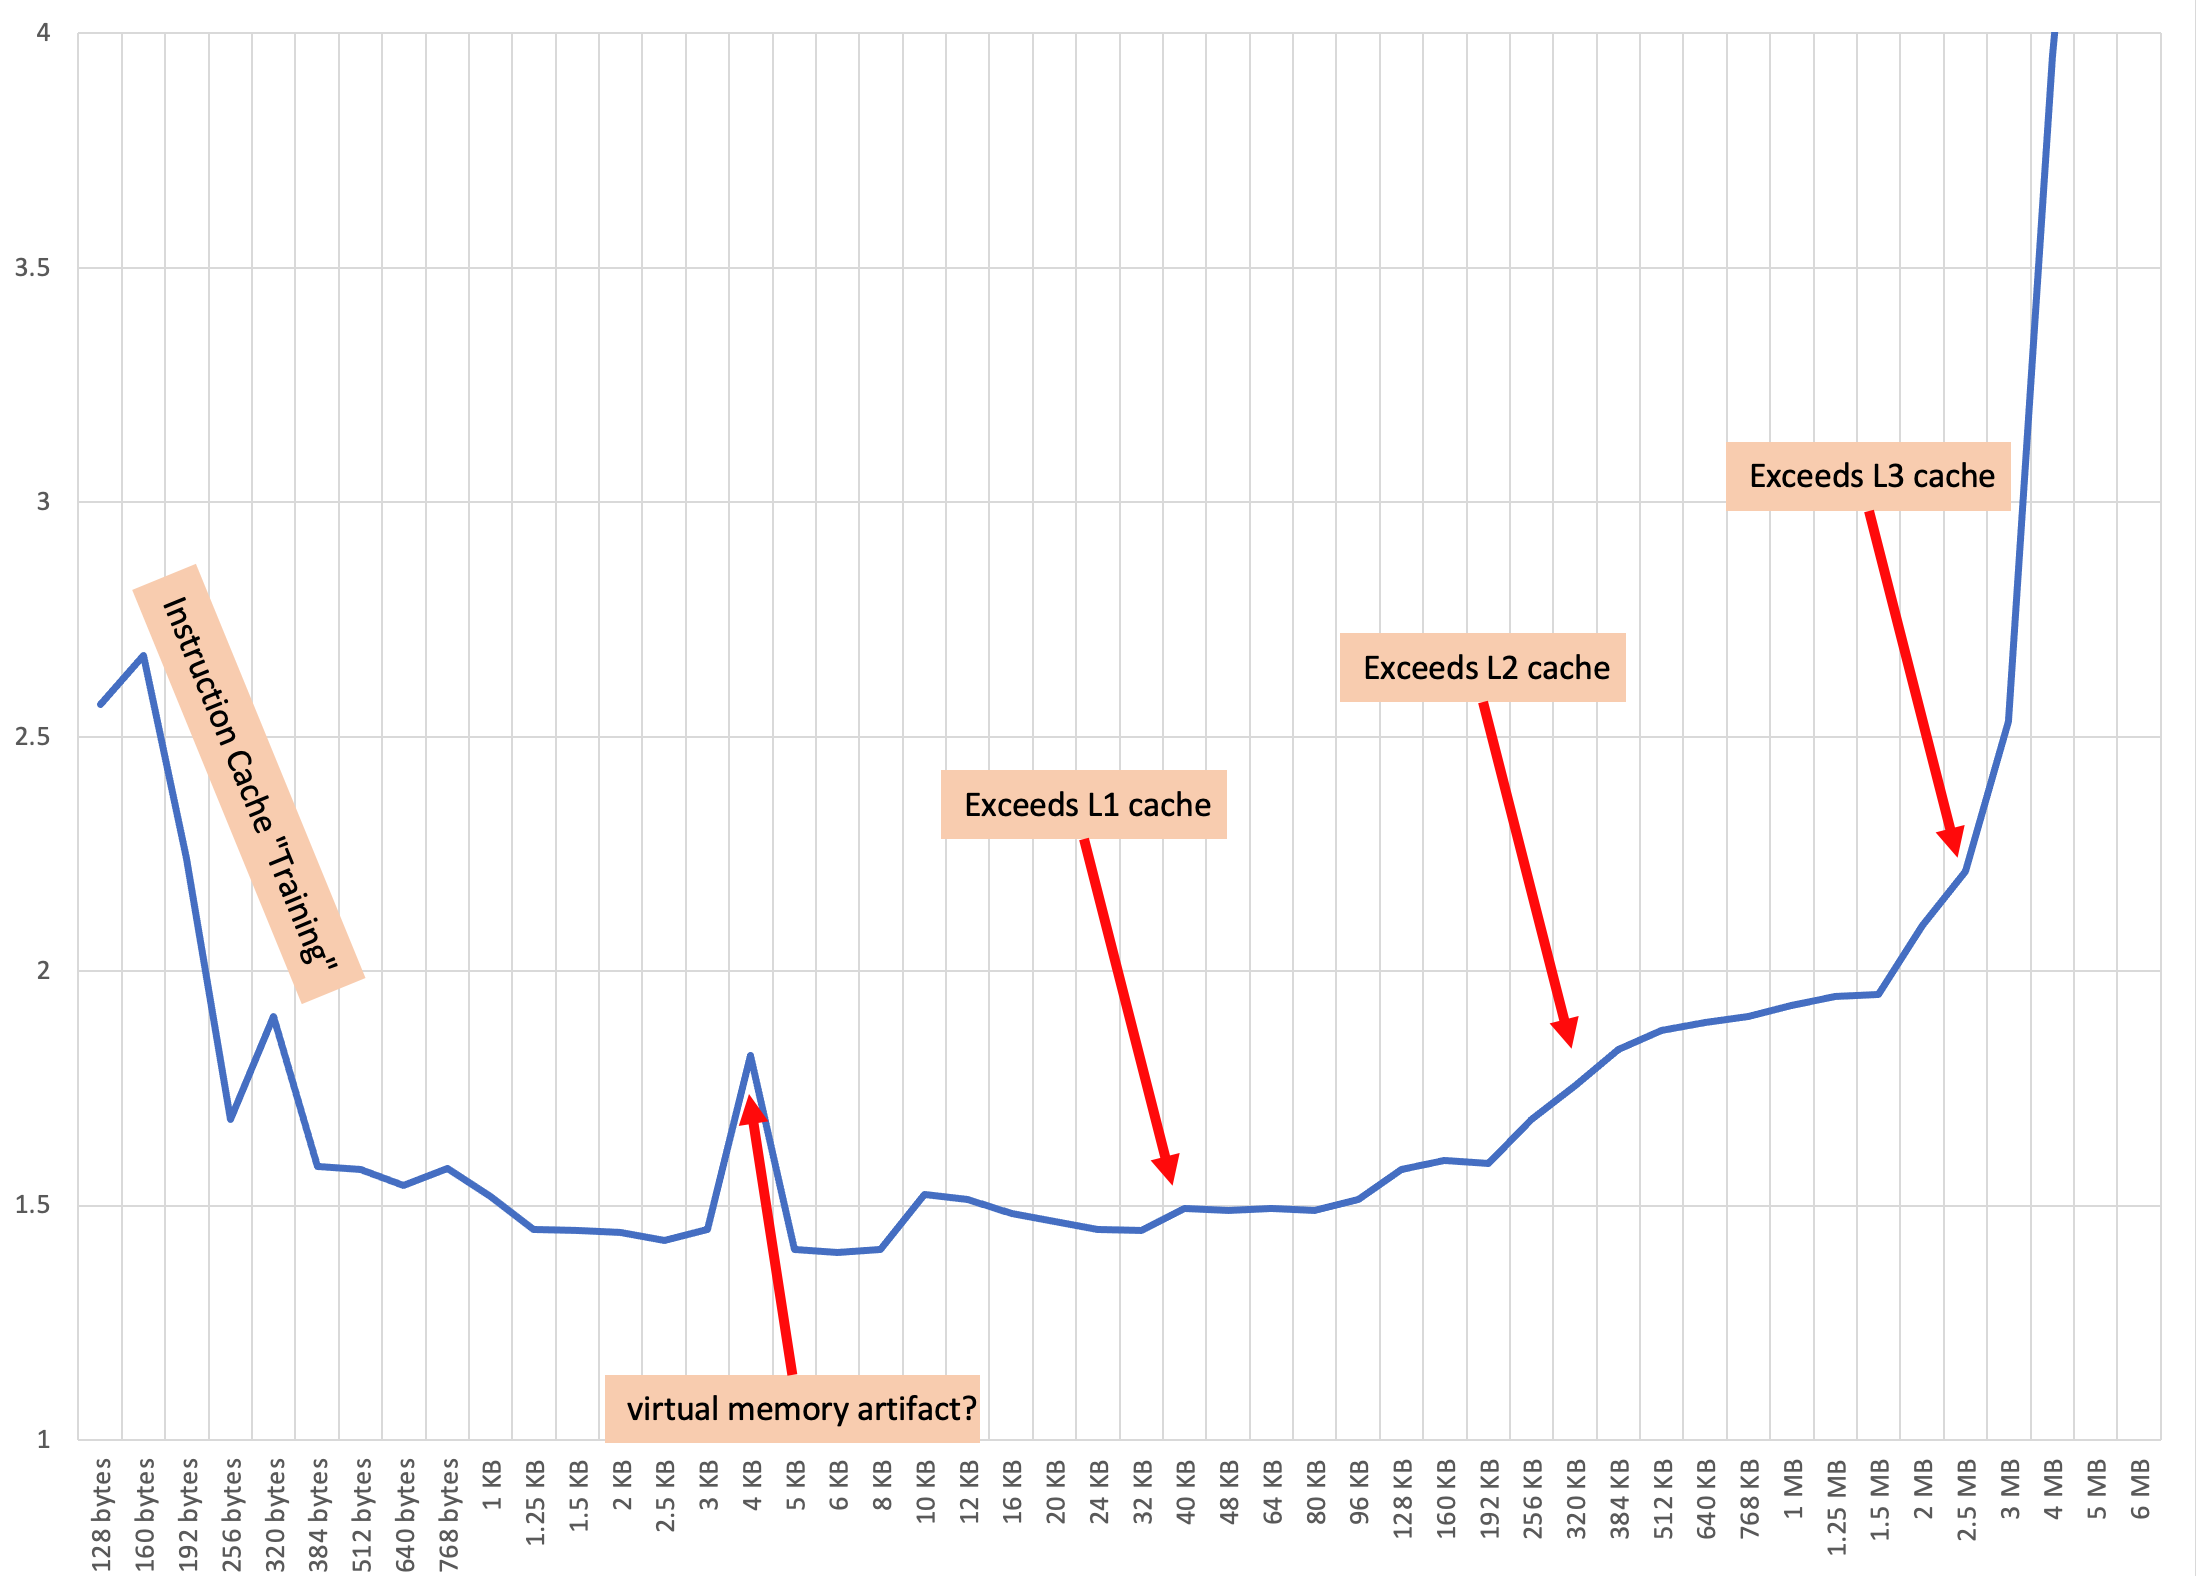 4
3.5
3
2.5
2
1.5
1
Instruction Cache "Training"
virtual memory artifact?
Exceeds L1 cache
Exceeds L2 cache
Exceeds L3 cache
128 bytes
160 bytes
192 bytes
256 bytes
320 bytes
384 bytes
512 bytes
640 bytes
768 bytes
1 KB
1.25 KB
1.5 KB
2 KB
2.5 KB
3 KB
4 KB
5 KB
6 KB
8 KB
10 KB
12 KB
16 KB
20 KB
24 KB
32 KB
40 KB
48 KB
64 KB
80 KB
96 KB
128 KB
160 KB
192 KB
256 KB
320 KB
384 KB
512 KB
640 KB
768 KB
1 MB
1.25 MB
1.5 MB
2 MB
2.5 MB
3 MB
4 MB
5 MB
6 MB